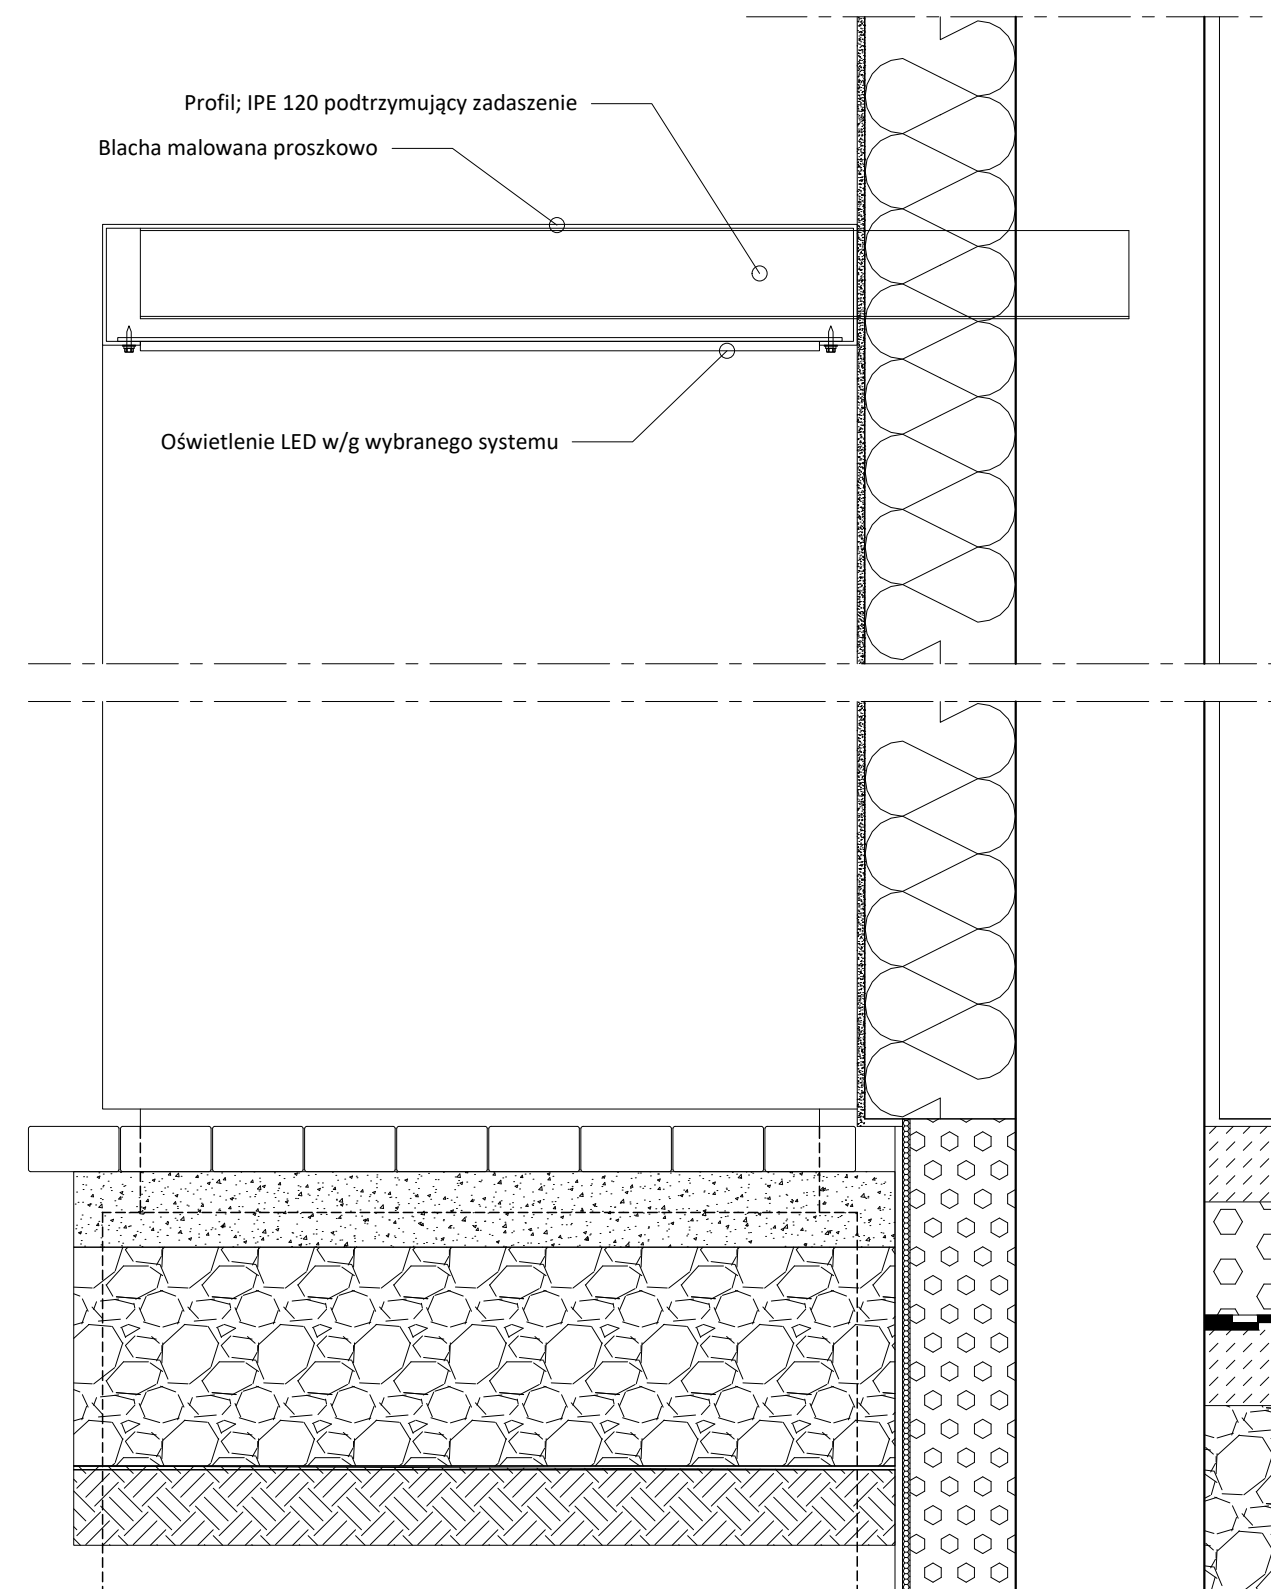 Profil; IPE 120 podtrzymujący zadaszenie
Blacha malowana proszkowo
Oświetlenie LED w/g wybranego systemu